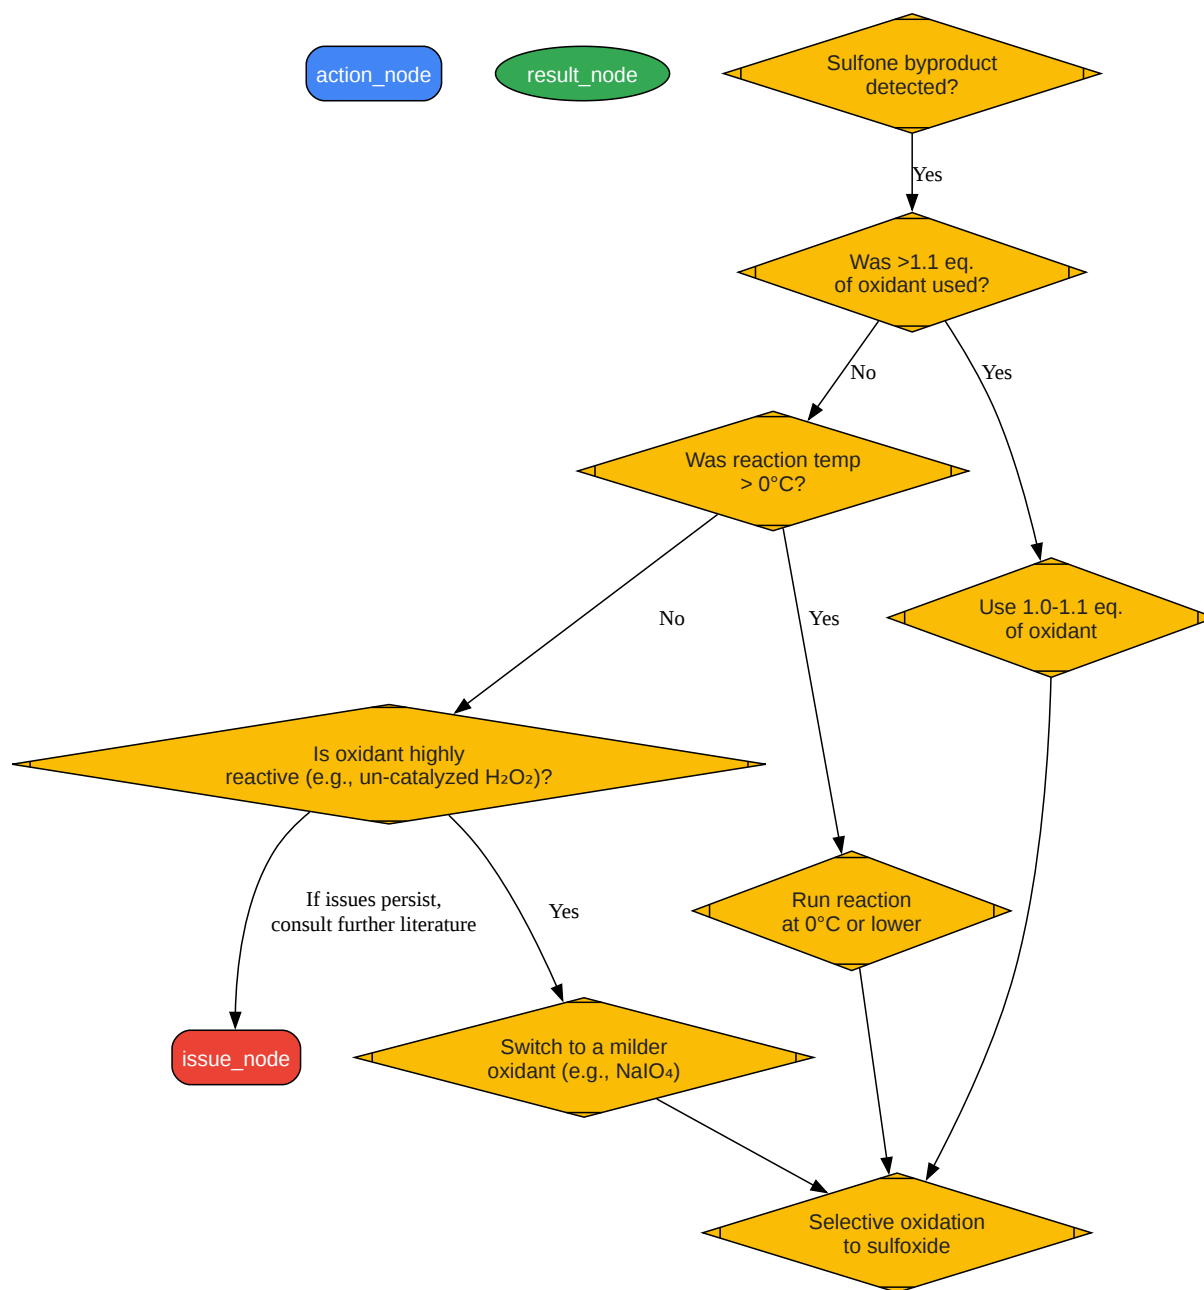 action_node
result_node
Sulfone byproduct
detected?
Yes
Was >1.1 eq.
of oxidant used?
No
Yes
Was reaction temp
> 0°C?
Use 1.0-1.1 eq.
of oxidant
No
Yes
Is oxidant highly
reactive (e.g., un-catalyzed H₂O₂)?
If issues persist,
consult further literature
Yes
Run reaction
at 0°C or lower
issue_node
Switch to a milder
oxidant (e.g., NaIO₄)
Selective oxidation
to sulfoxide